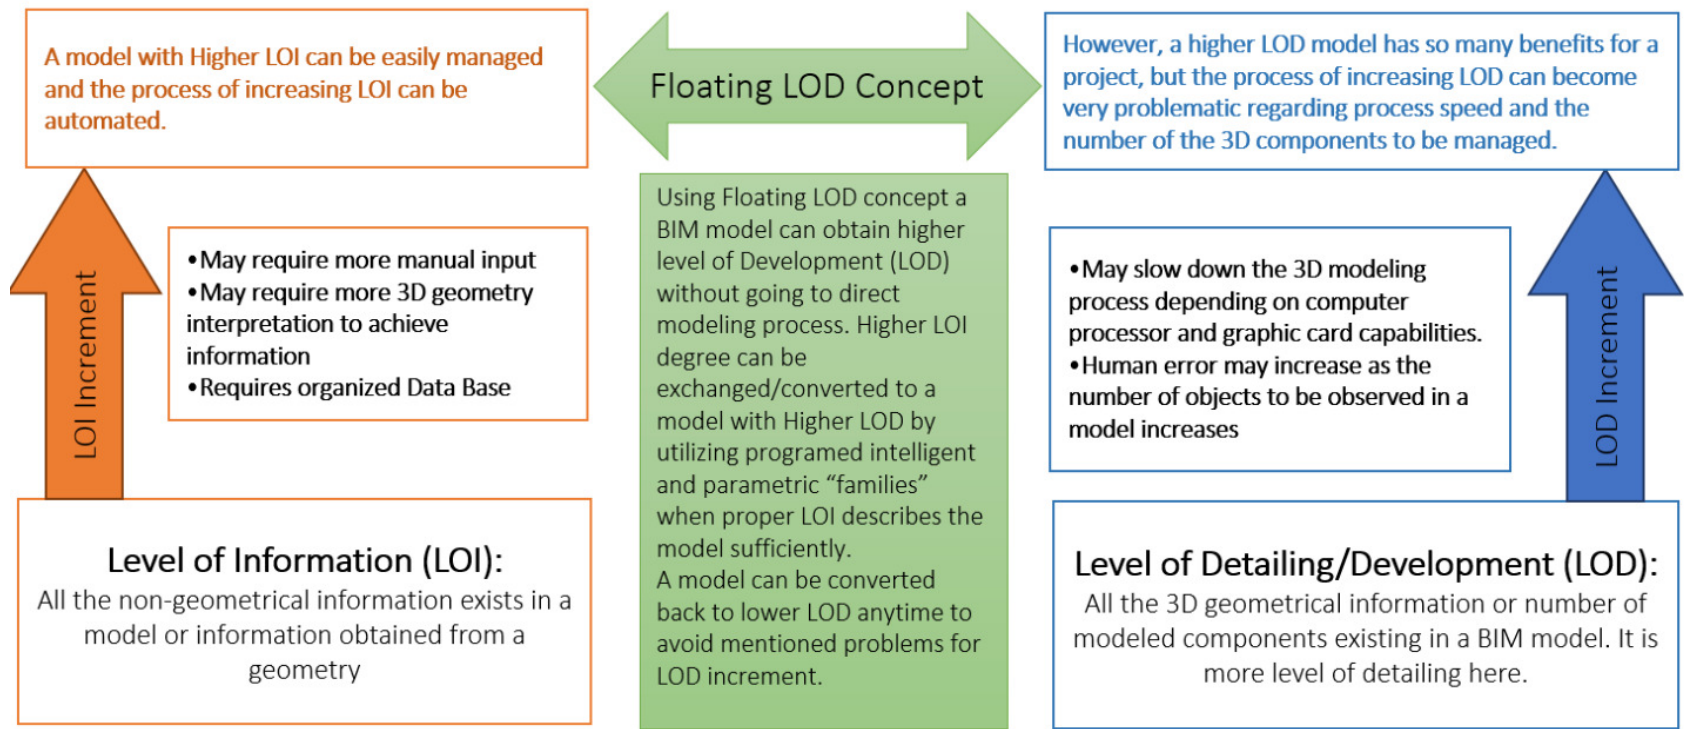 A model with Higher LOI can be easily managed
and the process of increasing LOI can be
automated.
LOI Increment
•May require more manual input
•May require more 3D geometry
interpretation to achieve
information
•Requires organized Data Base
Level of Information (LOI):
All the non-geometrical information exists in a
model or information obtained from a
geometry
Floating LOD Concept
Using Floating LOD concept a
BIM model can obtain higher
level of Development (LOD)
without going to direct
modeling process. Higher LOI
degree can be
exchanged/converted to a
model with Higher LOD by
utilizing programed intelligent
and parametric “families”
when proper LOI describes the
model sufficiently.
A model can be converted
back to lower LOD anytime to
avoid mentioned problems for
LOD increment.
However, a higher LOD model has so many benefits for a
project, but the process of increasing LOD can become
very problematic regarding process speed and the
number of the 3D components to be managed.
•May slow down the 3D modeling
process depending on computer
processor and graphic card capabilities.
•Human error may increase as the
number of objects to be observed in a
model increases
LOD Increment
Level of Detailing/Development (LOD):
All the 3D geometrical information or number of
modeled components existing in a BIM model. It is
more level of detailing here.